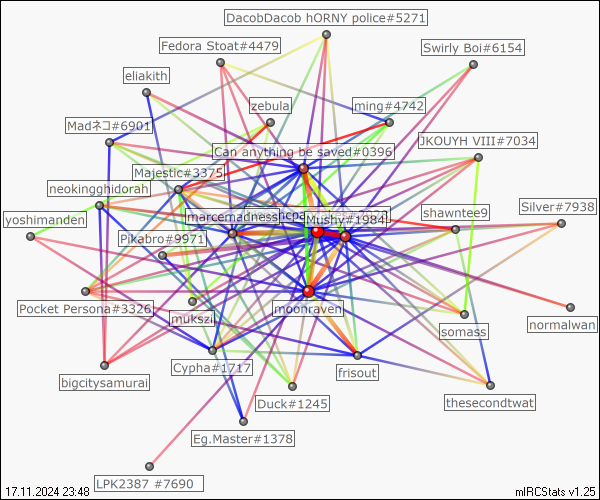 DacobDacob hORNY police#5271
Fedora Stoat#4479
Swirly Boi#6154
eliakith
zebula
ming#4742
Madネコ#6901
Can anything be saved#0396
JKOUYH VIII#7034
Majestic#3375
neokingghidorah
yoshimanden
marcemadness
Mushy#1984
shawntee9
Silver#7938
Pikabro#9971
Pocket Persona#3326
mukszi
moonraven
somass
normalwan
Cypha#1717
frisout
bigcitysamurai
Duck#1245
thesecondtwat
Eg.Master#1378
LPK2387 #7690
17.11.2024 23:48
mIRCStats v1.25